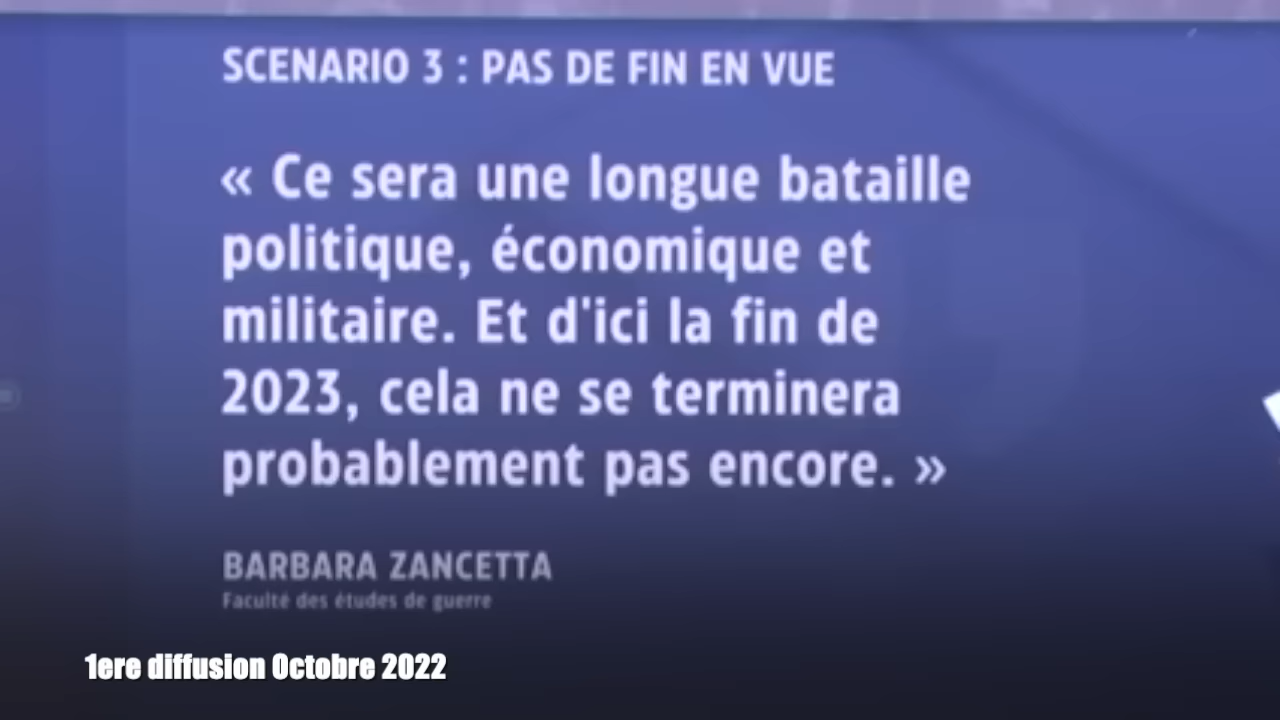 SCENARIO 3 : PAS DE FIN EN VUE
« Ce sera une longue bataille
politique, économique et
militaire. Et d'ici la fin de
2023, cela ne se terminera
probablement pas encore. »
BARBARA ZANCETTA
Faculté des études de guerre
1ere diffusion Octobre 2022